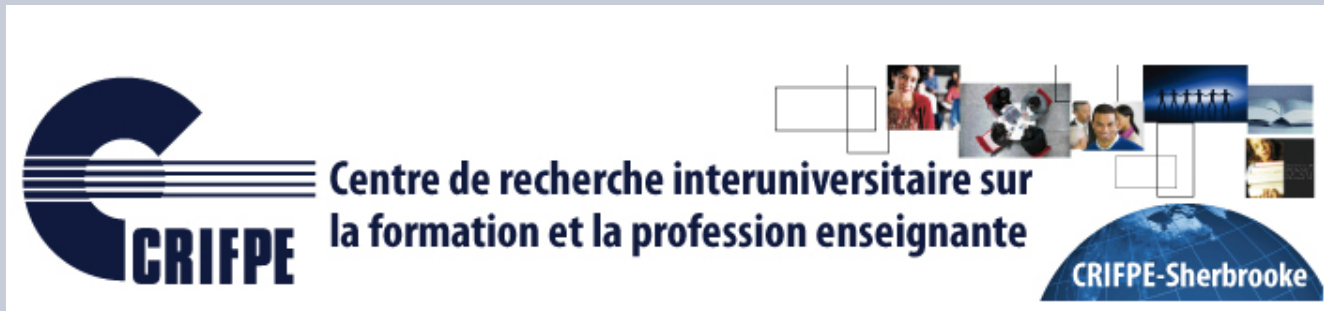 CRIFPE
Centre de recherche interuniversitaire sur
la formation et la profession enseignante
CRIFPE-Sherbrooke